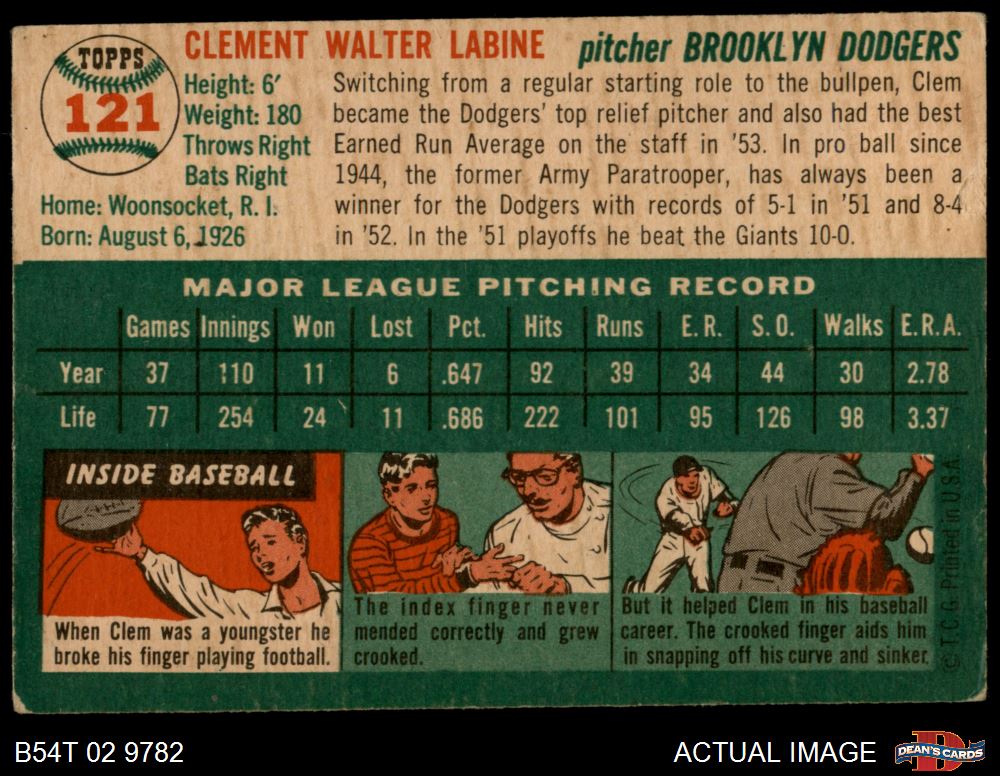 TOPPS
121
CLEMENT WALTER LABINE pitcher BROOKLYN DODGERS
Height: 6'
Weight: 180
Throws Right
Bats Right
Home: Woonsocket, R. I.
Born: August 6, 1926
Switching from a regular starting role to the bullpen, Clem
became the Dodgers' top relief pitcher and also had the best
Earned Run Average on the staff in '53. In pro ball since
1944, the former Army Paratrooper, has always been a
winner for the Dodgers with records of 5-1 in '51 and 8-4
in '52. In the '51 playoffs he beat the Giants 10-0.
MAJOR LEAGUE PITCHING RECORD
Games Innings Won Lost Pct. Hits Runs E. R. S. O. Walks E.R.A.
Year 37 110 11 6 .647 92 39 34 44 30 2.78
Life 77 254 24 11 .686 222 101 95 126 98 3.37
INSIDE BASEBALL
When Clem was a youngster he
broke his finger playing football.
The index finger never
mended correctly and grew
crooked.
But it helped Clem in his baseball
career. The crooked finger aids him
in snapping off his curve and sinker.
© T. C. G. Printed in U.S.A.
B54T 02 9782
ACTUAL IMAGE
DEAN'S CARDS